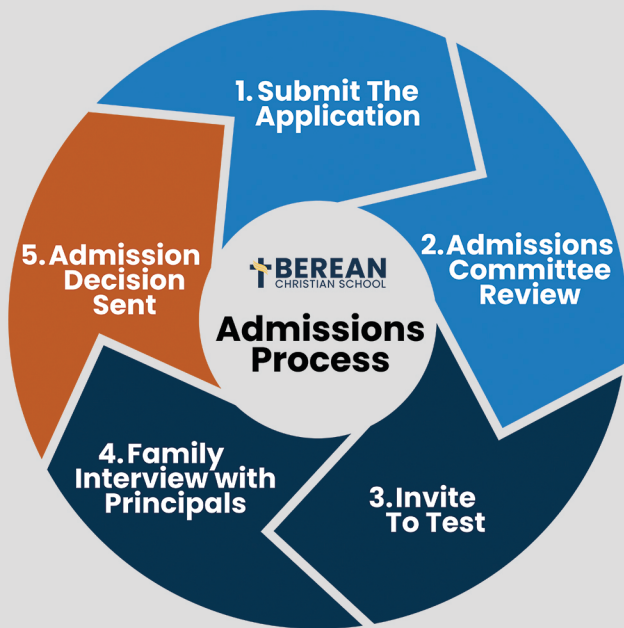 1. Submit The
Application
2. Admissions
Committee
Review
3. Invite
To Test
4. Family
Interview with
Principals
5. Admission
Decision
Sent
BEREAN
CHRISTIAN SCHOOL
Admissions
Process